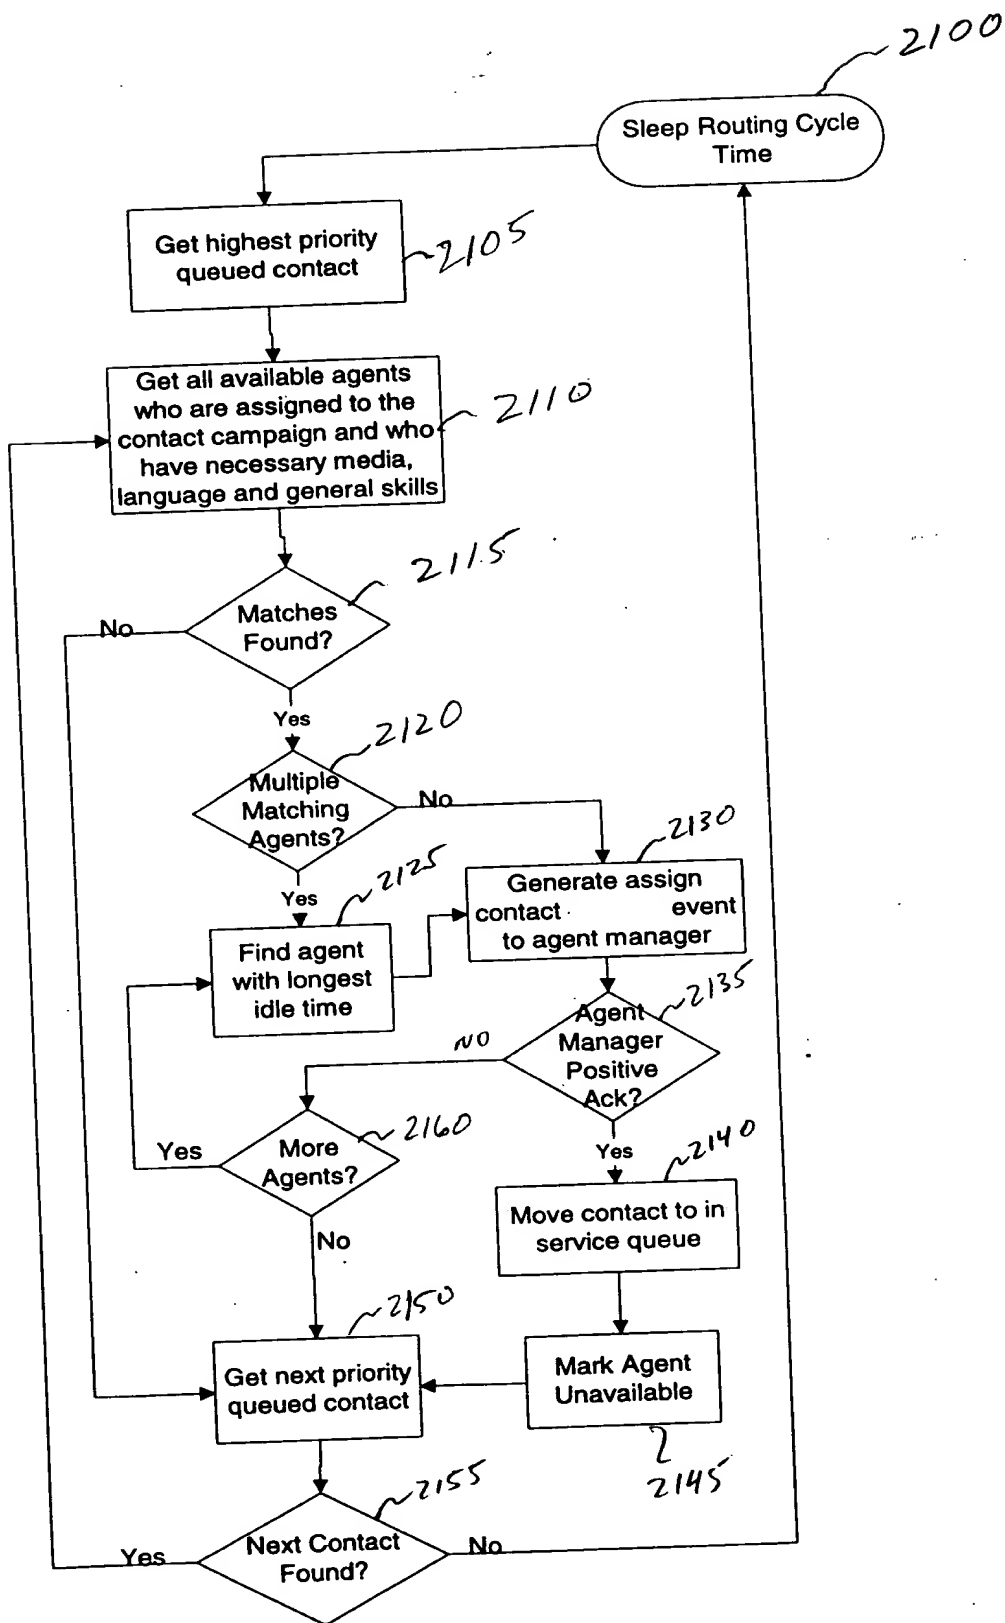 2100
Sleep Routing Cycle
Time
Get highest priority
queued contact
2105
Get all available agents
who are assigned to the
contact campaign and who
have necessary media,
language and general skills
2110
2115
Matches
Found?
No
Yes
2120
Multiple
Matching
Agents?
No
Yes
2125
2130
Generate assign
contact event
to agent manager
Find agent
with longest
idle time
2135
Agent
Manager
Positive
Ack?
NO
Yes
2160
More
Agents?
Yes
No
2140
Move contact to in
service queue
2150
Get next priority
queued contact
Mark Agent
Unavailable
2145
2155
Next Contact
Found?
Yes
No